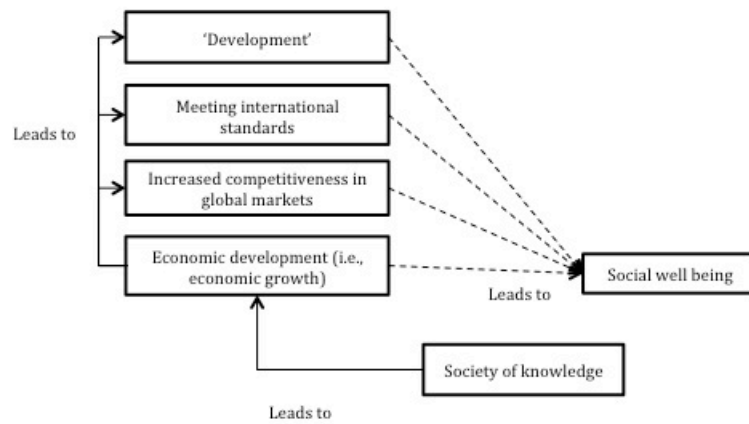 ‘Development’
Meeting international
standards
Leads to
Increased competitiveness in
global markets
Economic development (i.e.,
economic growth)
Social well being
Leads to
Society of knowledge
Leads to